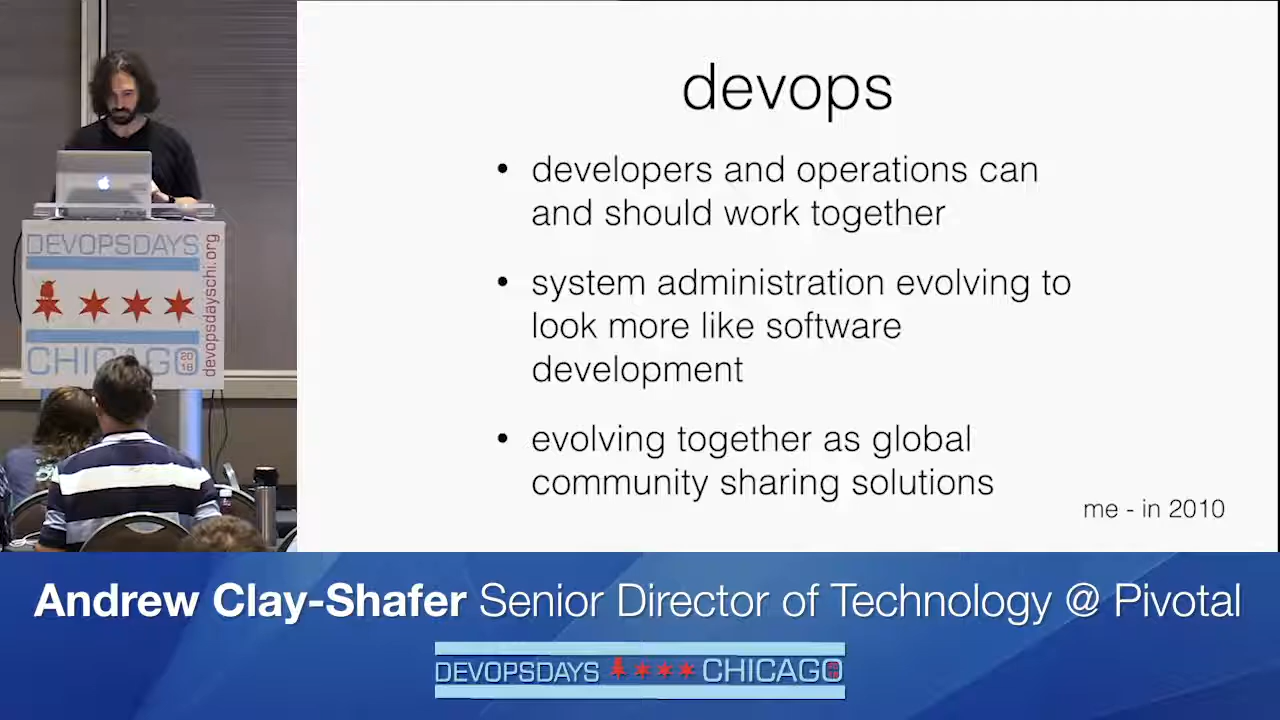 devops
• developers and operations can
and should work together
• system administration evolving to
look more like software
development
• evolving together as global
community sharing solutions
me - in 2010
DEVOPSDAYS
CHICAGO
2018
devopsdayschi.org
Andrew Clay-Shafer Senior Director of Technology @ Pivotal
DEVOPSDAYS CHICAGO